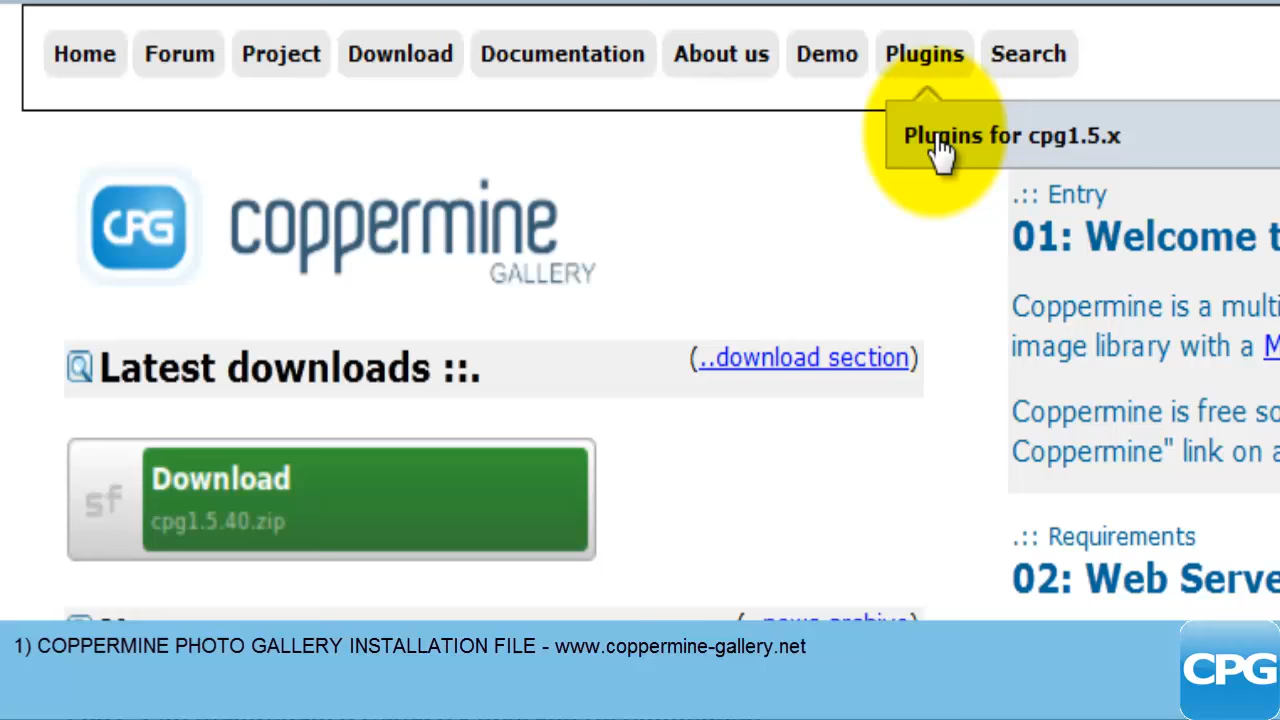 Home Forum Project Download Documentation About us Demo Plugins Search
Plugins for cpg1.5.x
CPG coppermine
GALLERY
.:: Entry
01: Welcome t
Coppermine is a multi
image library with a M
Latest downloads ::. (..download section)
Coppermine is free so
Coppermine" link on a
Download
sf
cpg1.5.40.zip
.:: Requirements
02: Web Serve
news archive)
1) COPPERMINE PHOTO GALLERY INSTALLATION FILE - www.coppermine-gallery.net
CPG